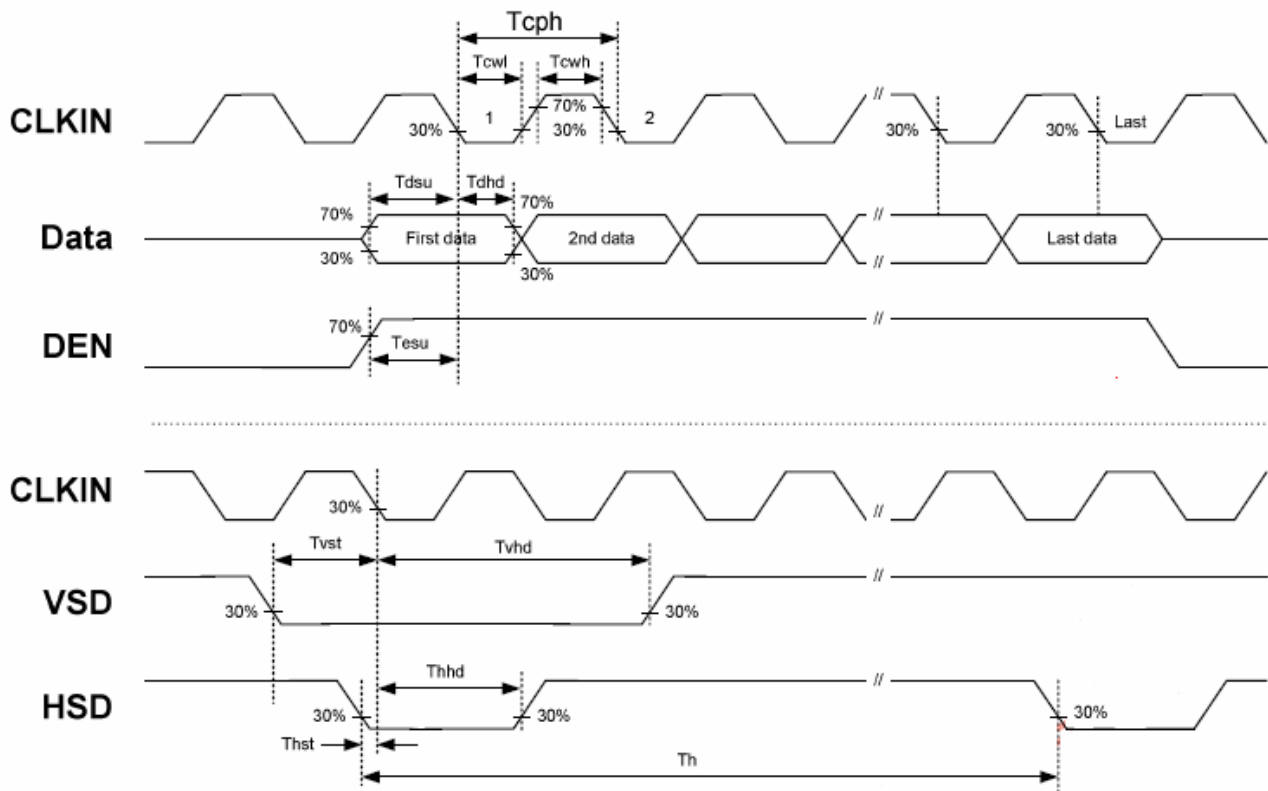 Tcph
Tcwl Tcwh
CLKIN 30% 1 70% 30% 2 // 30% 30% Last
Tdsu Tdhd
70% 70%
Data First data 2nd data // Last data
30% 30%
DEN 70% //
Tesu
CLKIN 30% //
Tvst Tvhd
VSD 30% 30% //
Thhd
HSD 30% 30% // 30%
Thst
Th